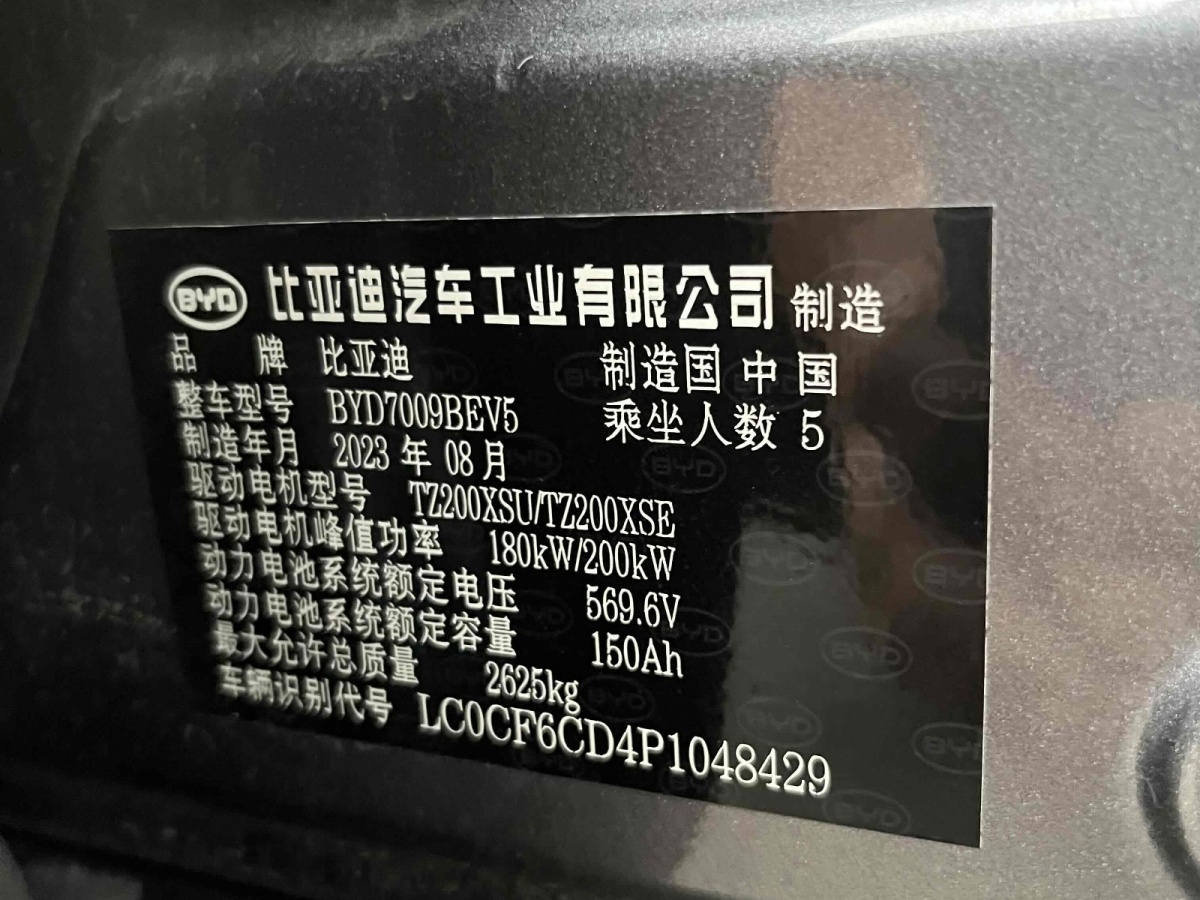 BYD 比亚迪汽车工业有限公司 制造
品 牌 比亚迪 制造国 中国
整车型号 BYD7009BEV5 乘坐人数 5
制造年月 2023 年 08 月
驱动电机型号 TZ200XSU/TZ200XSE
驱动电机峰值功率 180kW/200kW
动力电池系统额定电压 569.6V
动力电池系统额定容量 150Ah
最大允许总质量 2625kg
车辆识别代号 LC0CF6CD4P1048429